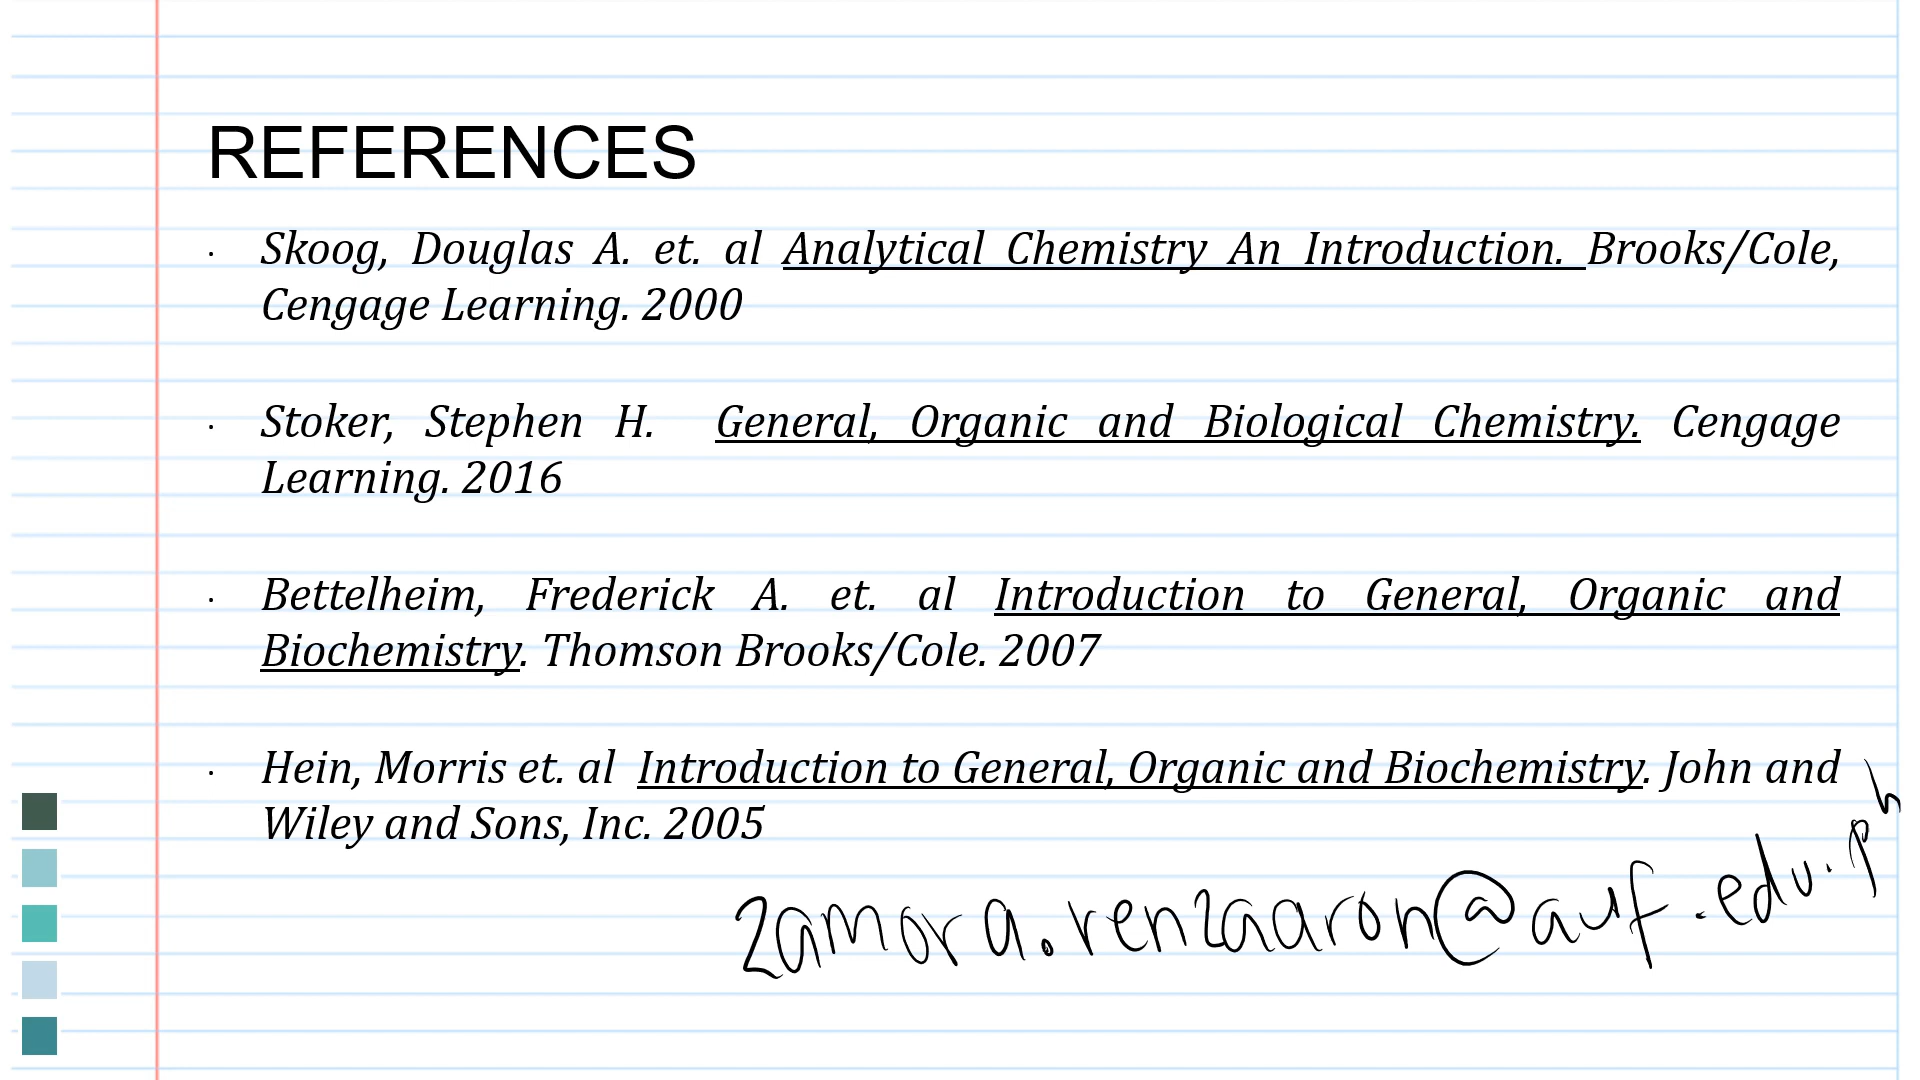 REFERENCES
· Skoog, Douglas A. et. al Analytical Chemistry An Introduction. Brooks/Cole,
Cengage Learning. 2000
· Stoker, Stephen H. General, Organic and Biological Chemistry. Cengage
Learning. 2016
· Bettelheim, Frederick A. et. al Introduction to General, Organic and
Biochemistry. Thomson Brooks/Cole. 2007
· Hein, Morris et. al Introduction to General, Organic and Biochemistry. John and
Wiley and Sons, Inc. 2005
zamora.renzaaron@auf.edu.ph